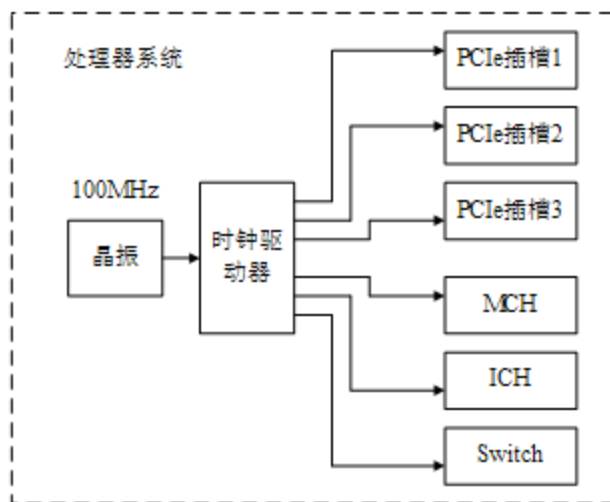 处理器系统
100MHz
晶振
时钟驱
动器
PCIe插槽1
PCIe插槽2
PCIe插槽3
MCH
ICH
Switch